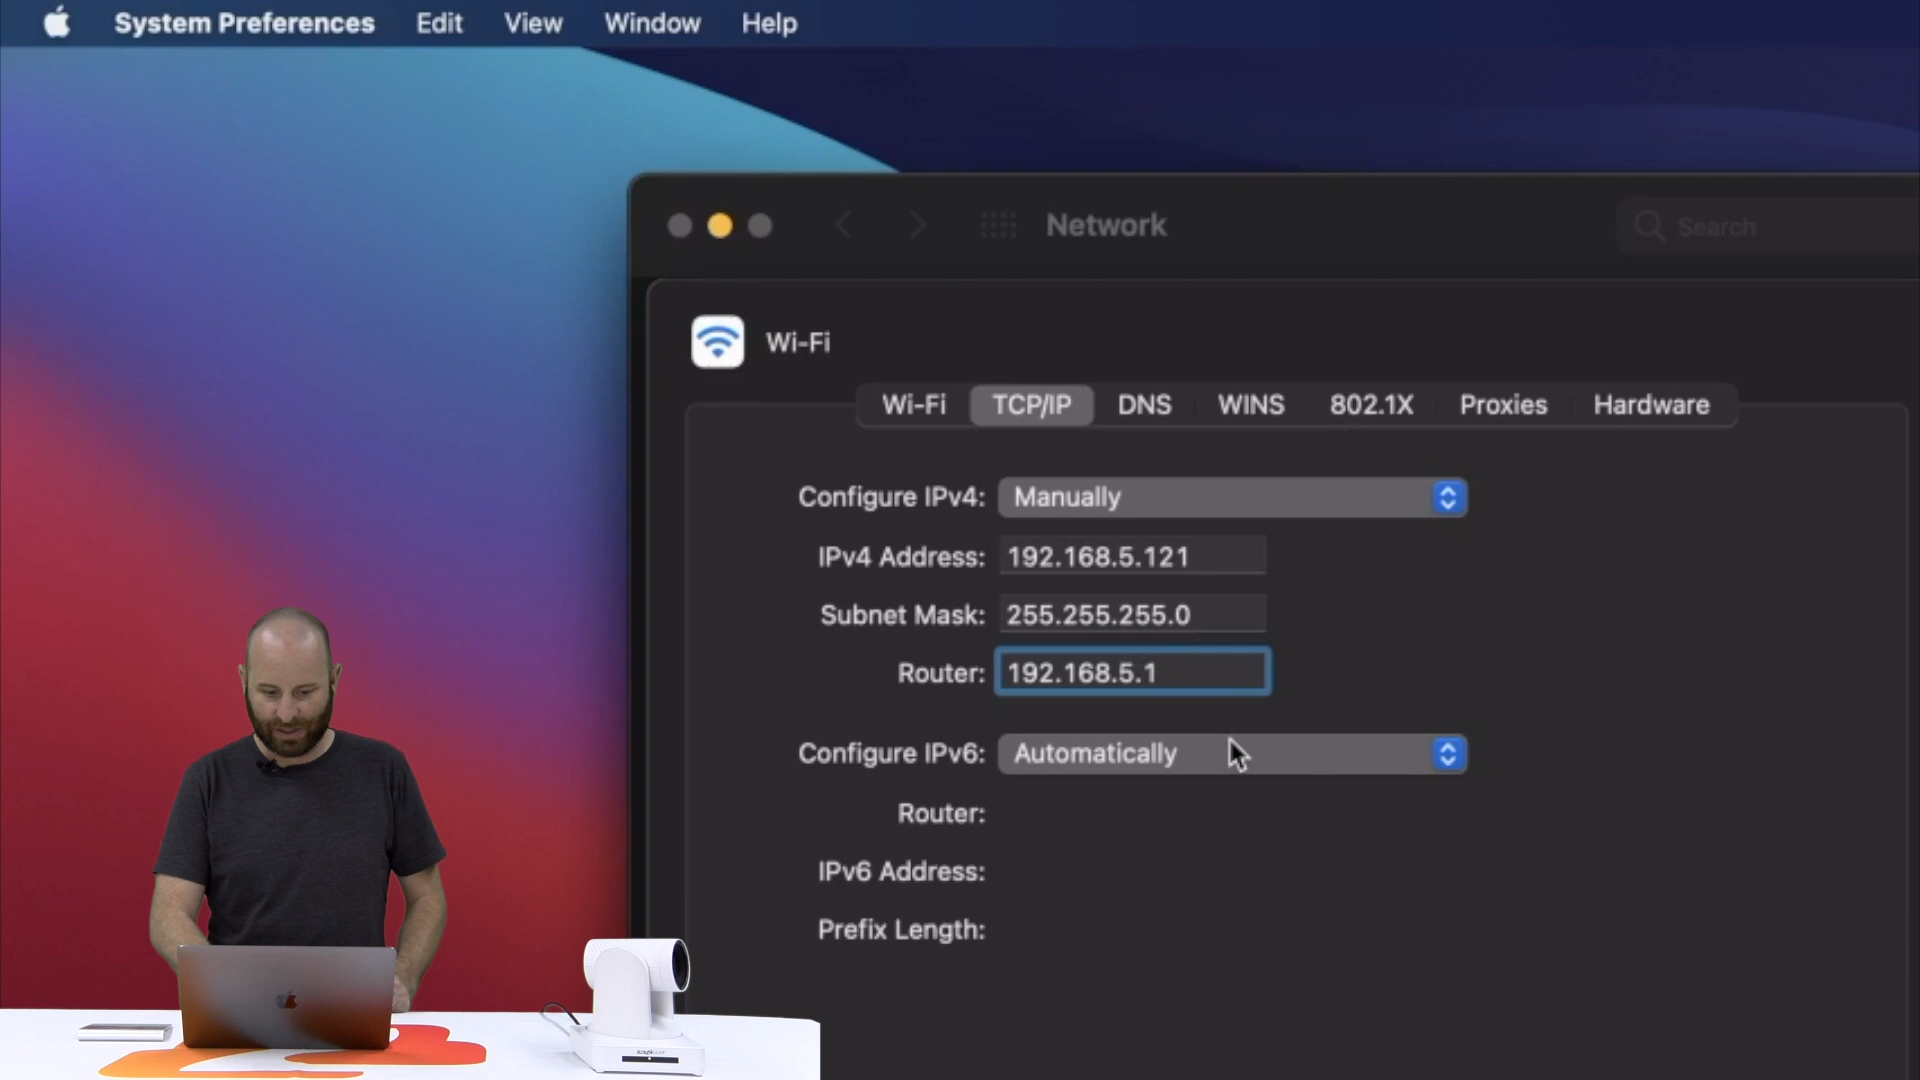 System Preferences Edit View Window Help
Network
Search
Wi-Fi
Wi-Fi TCP/IP DNS WINS 802.1X Proxies Hardware
Configure IPv4: Manually
IPv4 Address: 192.168.5.121
Subnet Mask: 255.255.255.0
Router: 192.168.5.1
Configure IPv6: Automatically
Router:
IPv6 Address:
Prefix Length: